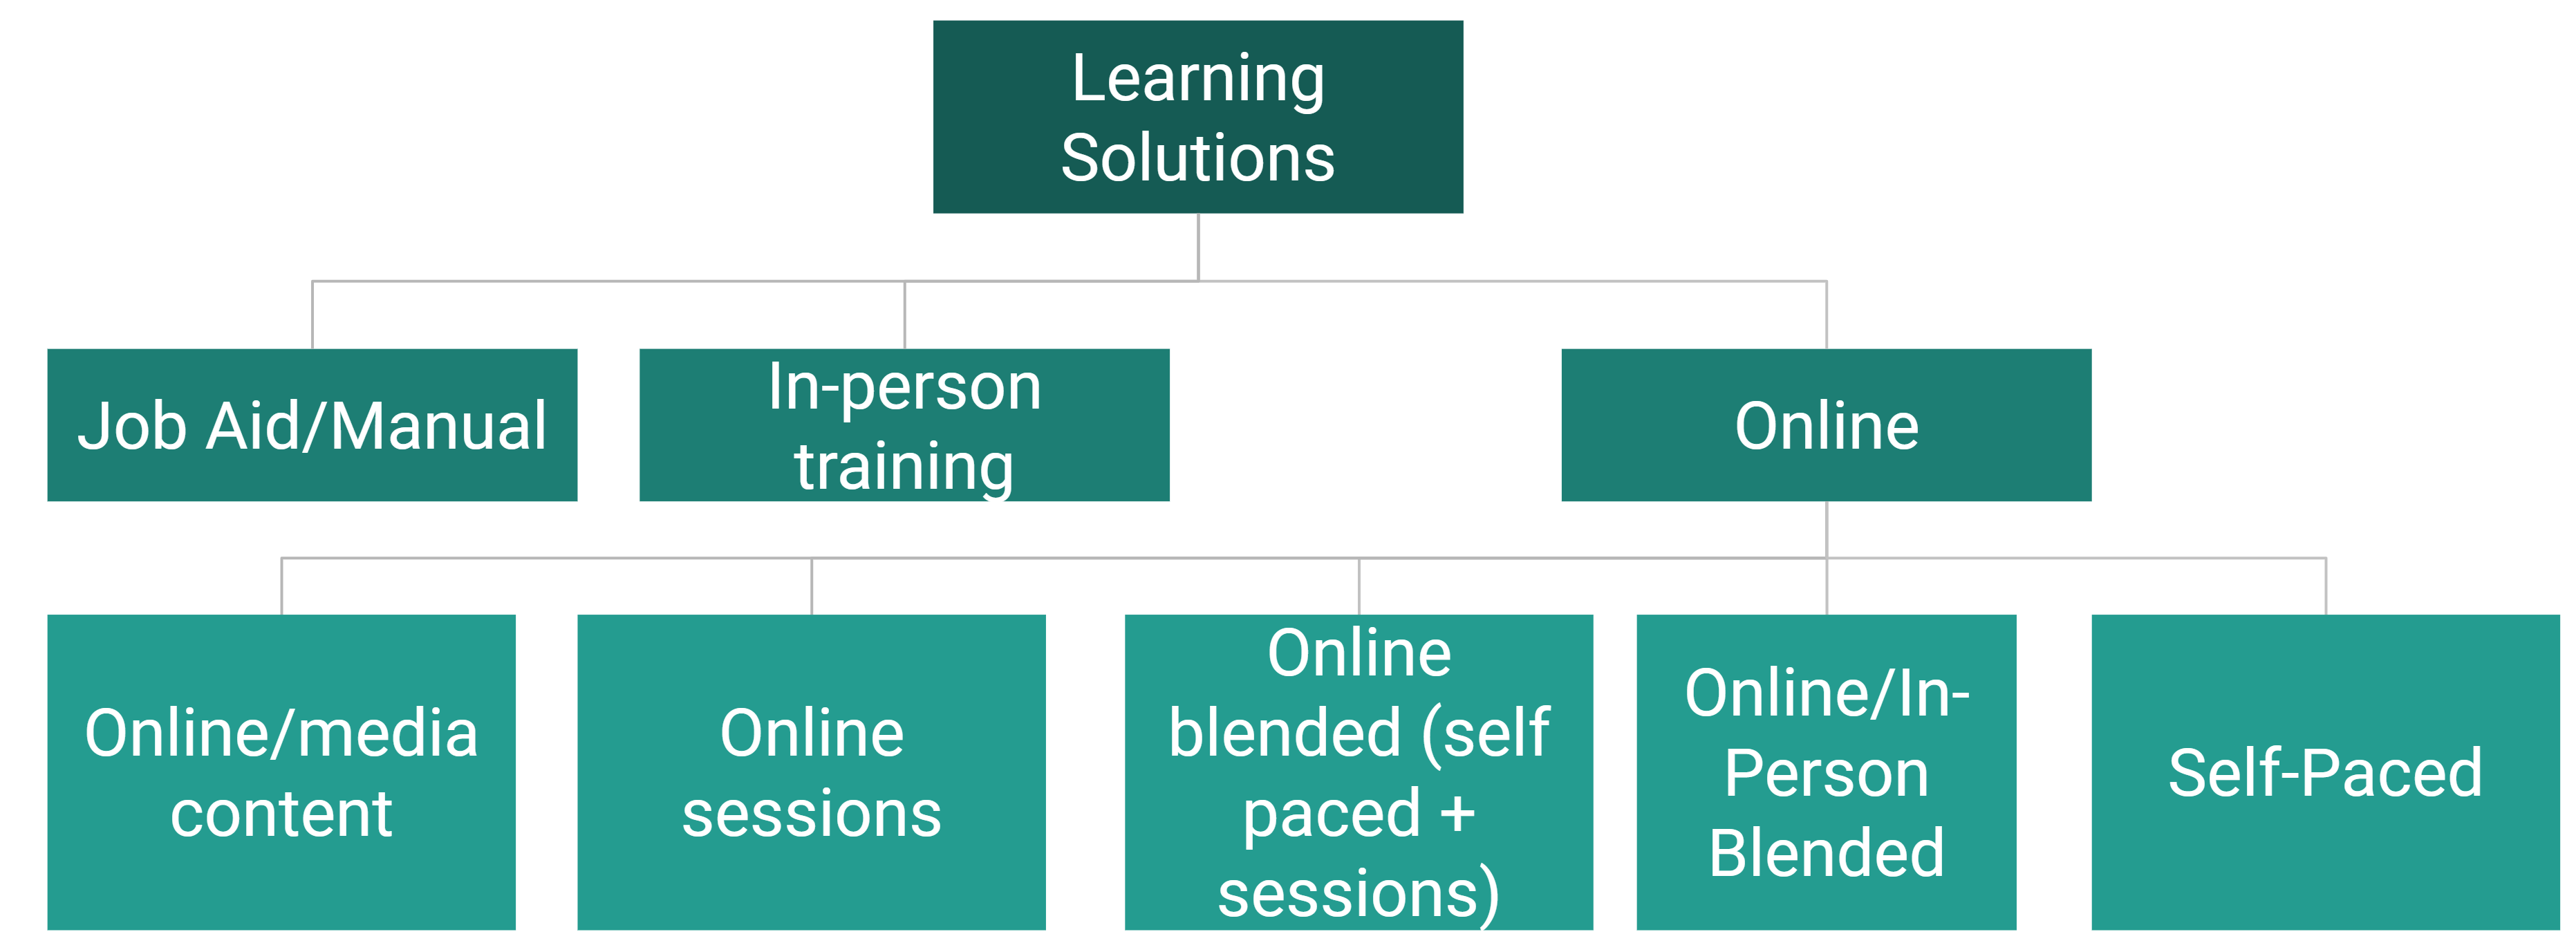 Learning
Solutions
Job Aid/Manual
In-person
training
Online
Online/media
content
Online
sessions
Online
blended (self
paced +
sessions)
Online/In-
Person
Blended
Self-Paced